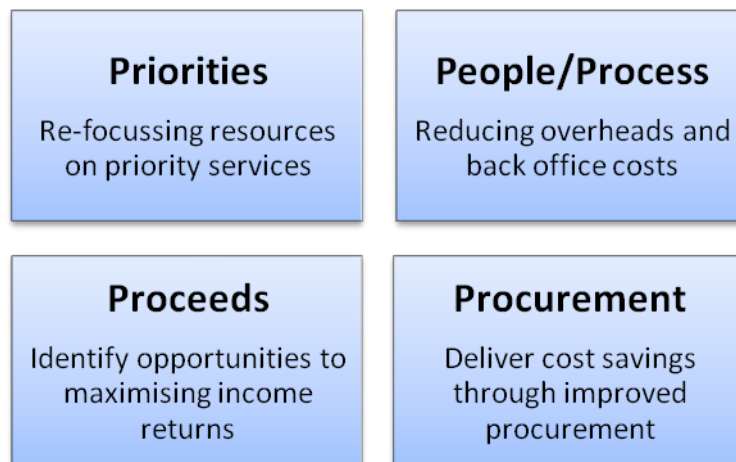 Priorities
Re-focussing resources
on priority services
People/Process
Reducing overheads and
back office costs
Proceeds
Identify opportunities to
maximising income
returns
Procurement
Deliver cost savings
through improved
procurement